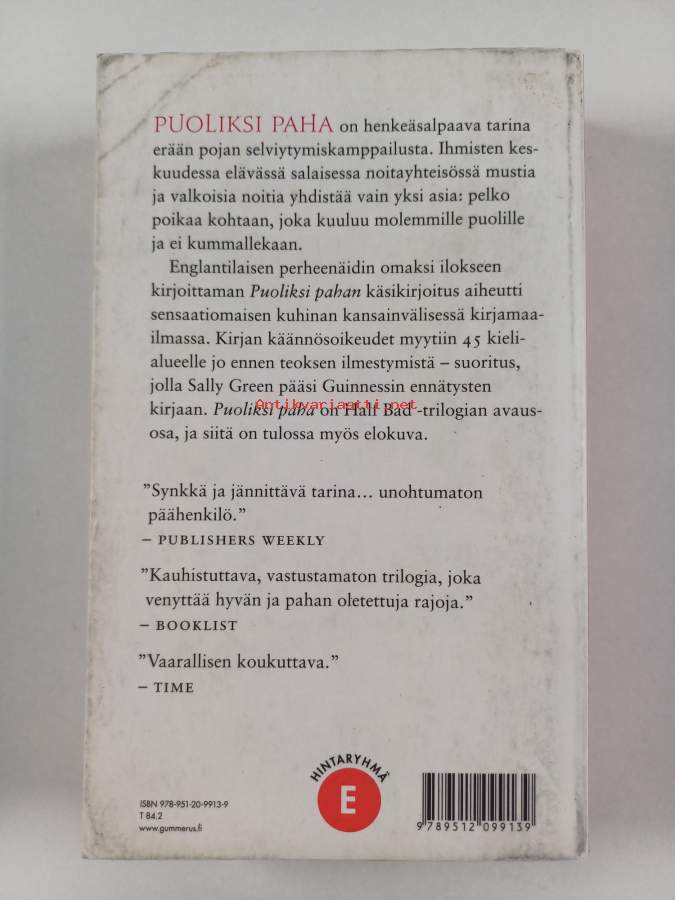 PUOLIKSI PAHA on henkeäsalpaava tarina
erään pojan selviytymiskamppailusta. Ihmisten kes-
kuudessa elävässä salaisessa noitayhteisössä mustia
ja valkoisia noitia yhdistää vain yksi asia: pelko
poikaa kohtaan, joka kuuluu molemmille puolille
ja ei kummallekaan.
Englantilaisen perheenäidin omaksi ilokseen
kirjoittaman Puoliksi pahan käsikirjoitus aiheutti
sensaatiomaisen kuhinan kansainvälisessä kirjamaa-
ilmassa. Kirjan käännösoikeudet myytiin 45 kieli-
alueelle jo ennen teoksen ilmestymistä – suoritus,
jolla Sally Green pääsi Guinnessin ennätysten
Antikvariaatti.net
kirjaan. Puoliksi paha on Half Bad -trilogian avaus-
osa, ja siitä on tulossa myös elokuva.
”Synkkä ja jännittävä tarina… unohtumaton
päähenkilö.”
– PUBLISHERS WEEKLY
”Kauhistuttava, vastustamaton trilogia, joka
venyttää hyvän ja pahan oletettuja rajoja.”
– BOOKLIST
”Vaarallisen koukuttava.”
– TIME
HINTARYHMÄ
E
ISBN 978-951-20-9913-9
T 84.2
www.gummerus.fi
9 789512 099139